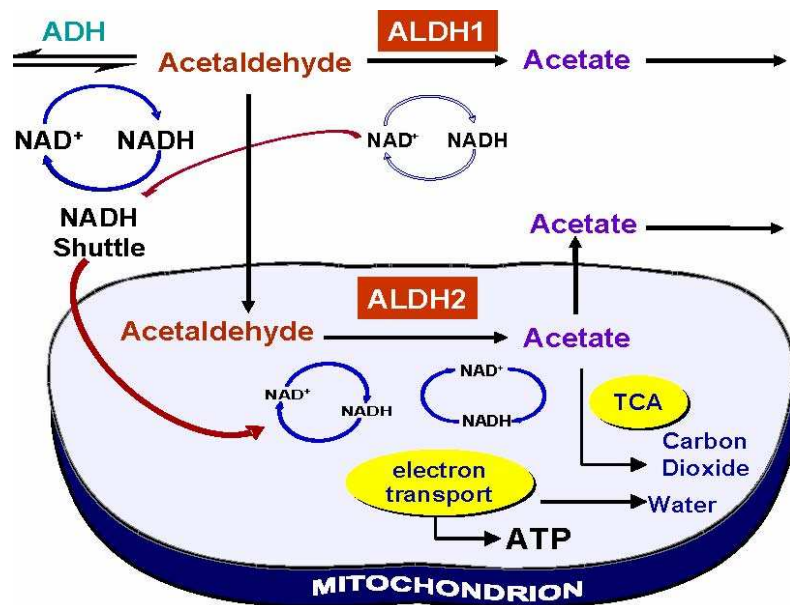 ADH
ALDH1
Acetaldehyde
Acetate
NAD⁺ NADH
NAD⁺ NADH
NADH
Shuttle
Acetate
ALDH2
Acetaldehyde
Acetate
NAD⁺
NADH
NAD⁺
NADH
TCA
Carbon
Dioxide
electron
transport
Water
ATP
MITOCHONDRION